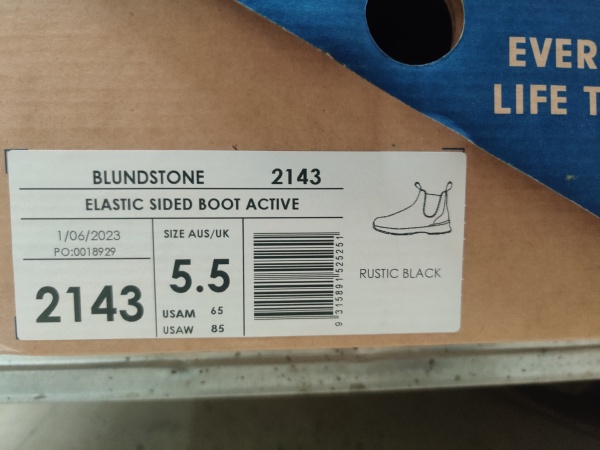 EVER
LIFE T
BLUNDSTONE 2143
ELASTIC SIDED BOOT ACTIVE
1/06/2023
PO:0018929
2143
SIZE AUS/UK
5.5
USAM 65
USAW 85
9 315891 525251
RUSTIC BLACK